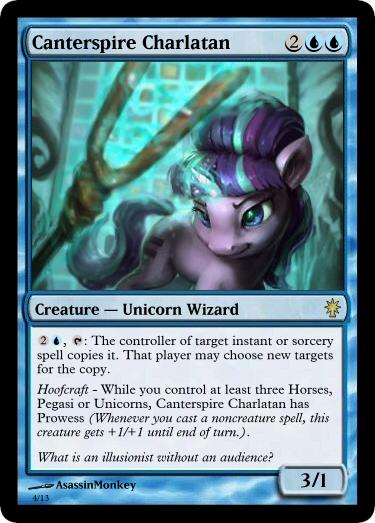 Canterspire Charlatan 2
Creature — Unicorn Wizard
2, : The controller of target instant or sorcery
spell copies it. That player may choose new targets
for the copy.
Hoofcraft - While you control at least three Horses,
Pegasi or Unicorns, Canterspire Charlatan has
Prowess (Whenever you cast a noncreature spell, this
creature gets +1/+1 until end of turn.).
What is an illusionist without an audience?
3/1
AsassinMonkey
4/13